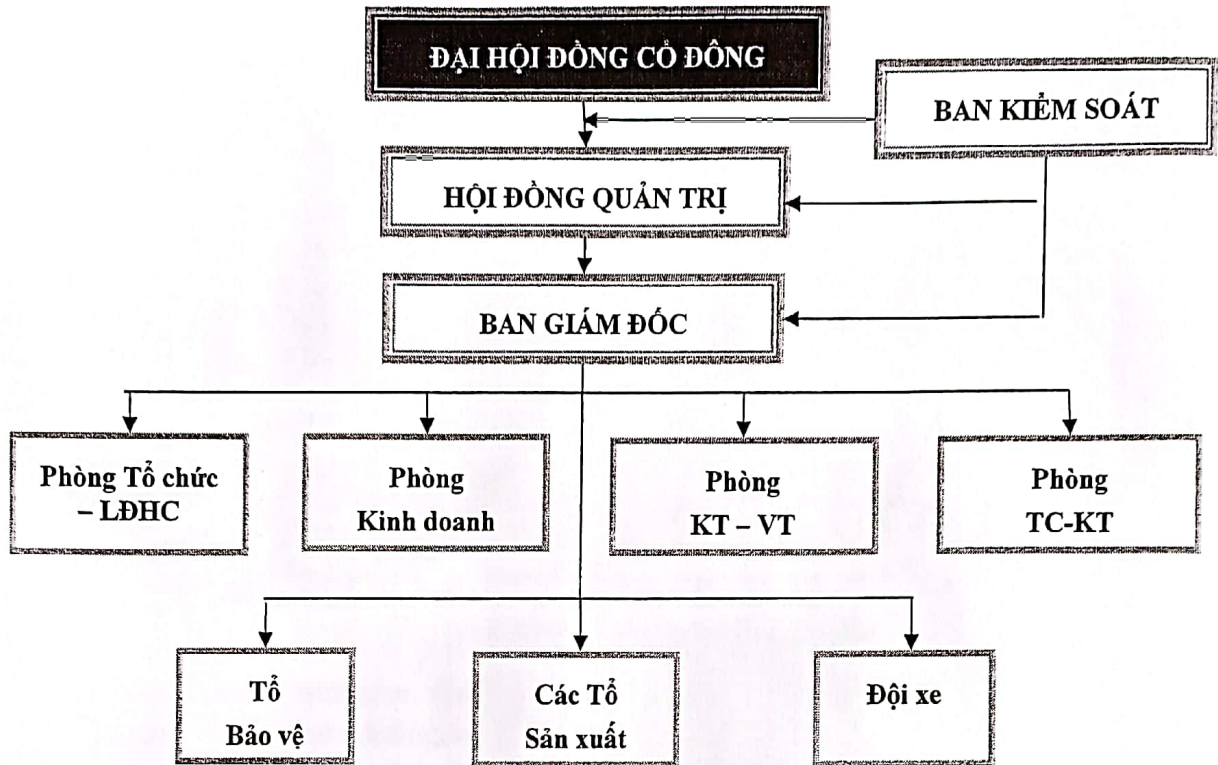 ĐẠI HỘI ĐỒNG CỔ ĐÔNG
BAN KIỂM SOÁT
HỘI ĐỒNG QUẢN TRỊ
BAN GIÁM ĐỐC
Phòng Tổ chức
– LĐHC
Phòng
Kinh doanh
Phòng
KT – VT
Phòng
TC-KT
Tổ
Bảo vệ
Các Tổ
Sản xuất
Đội xe